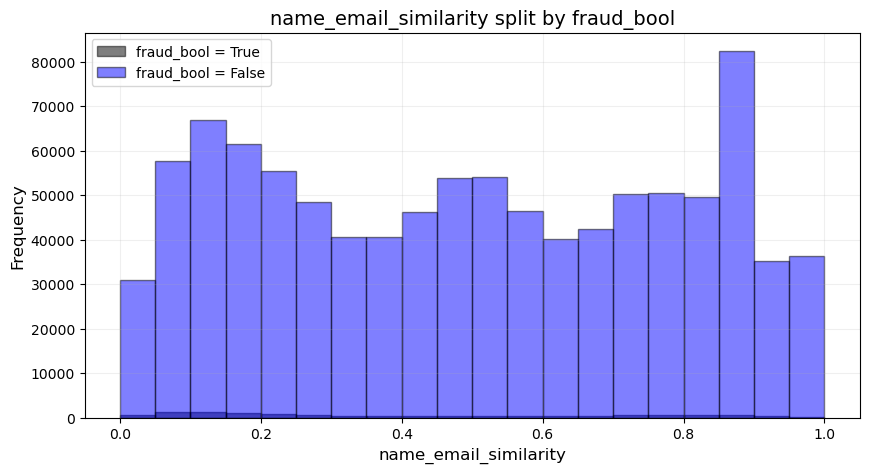 name_email_similarity split by fraud_bool
fraud_bool = True
fraud_bool = False
80000
70000
60000
50000
40000
30000
20000
10000
0
Frequency
0.0 0.2 0.4 0.6 0.8 1.0
name_email_similarity